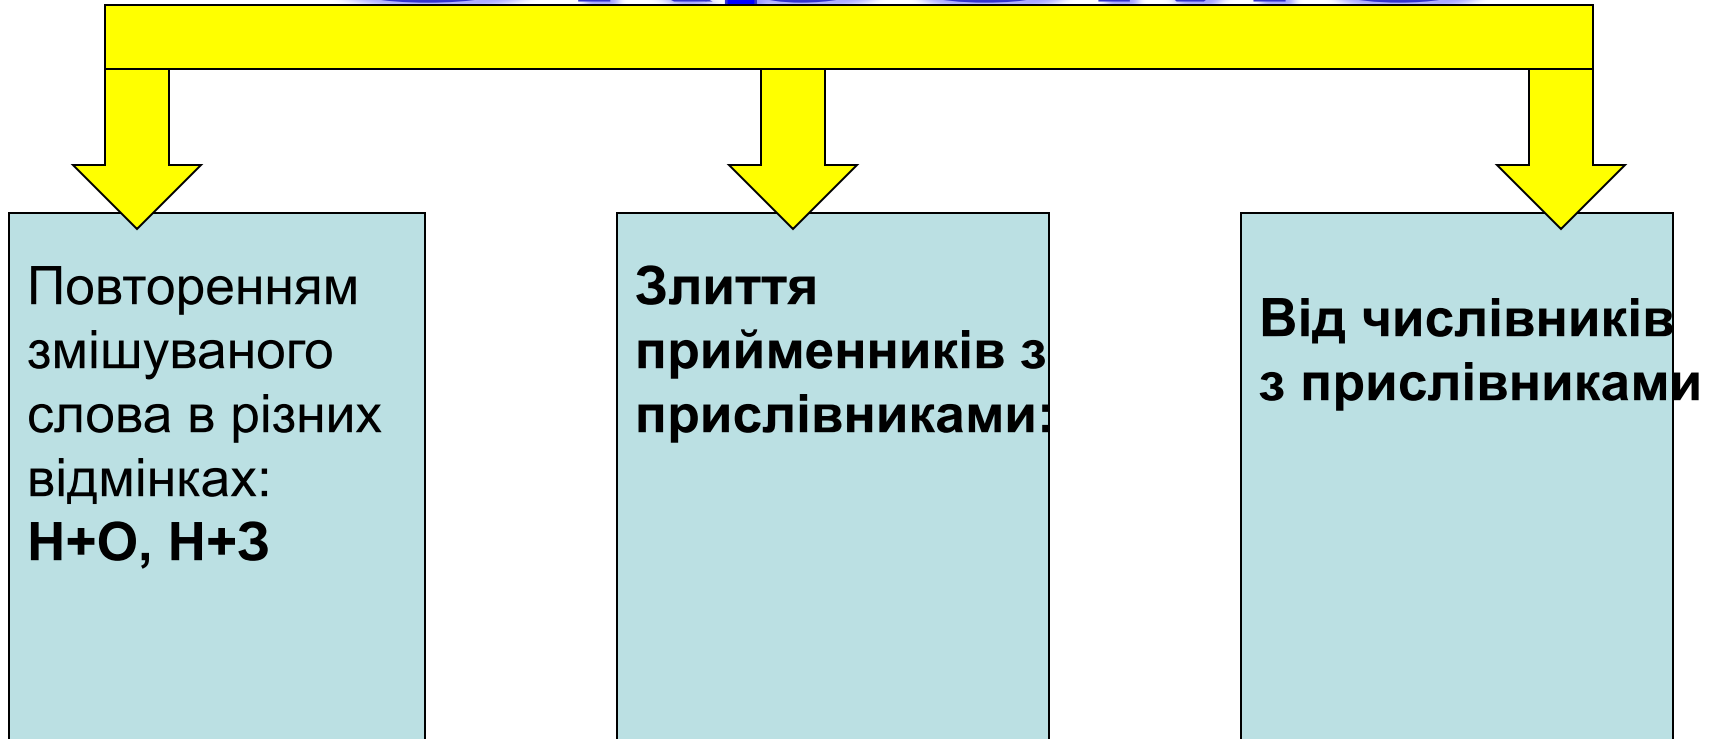 Повторенням
змішуваного
слова в різних
відмінках:
Н+О, Н+З
Злиття
прийменників з
прислівниками:
Від числівників
з прислівниками